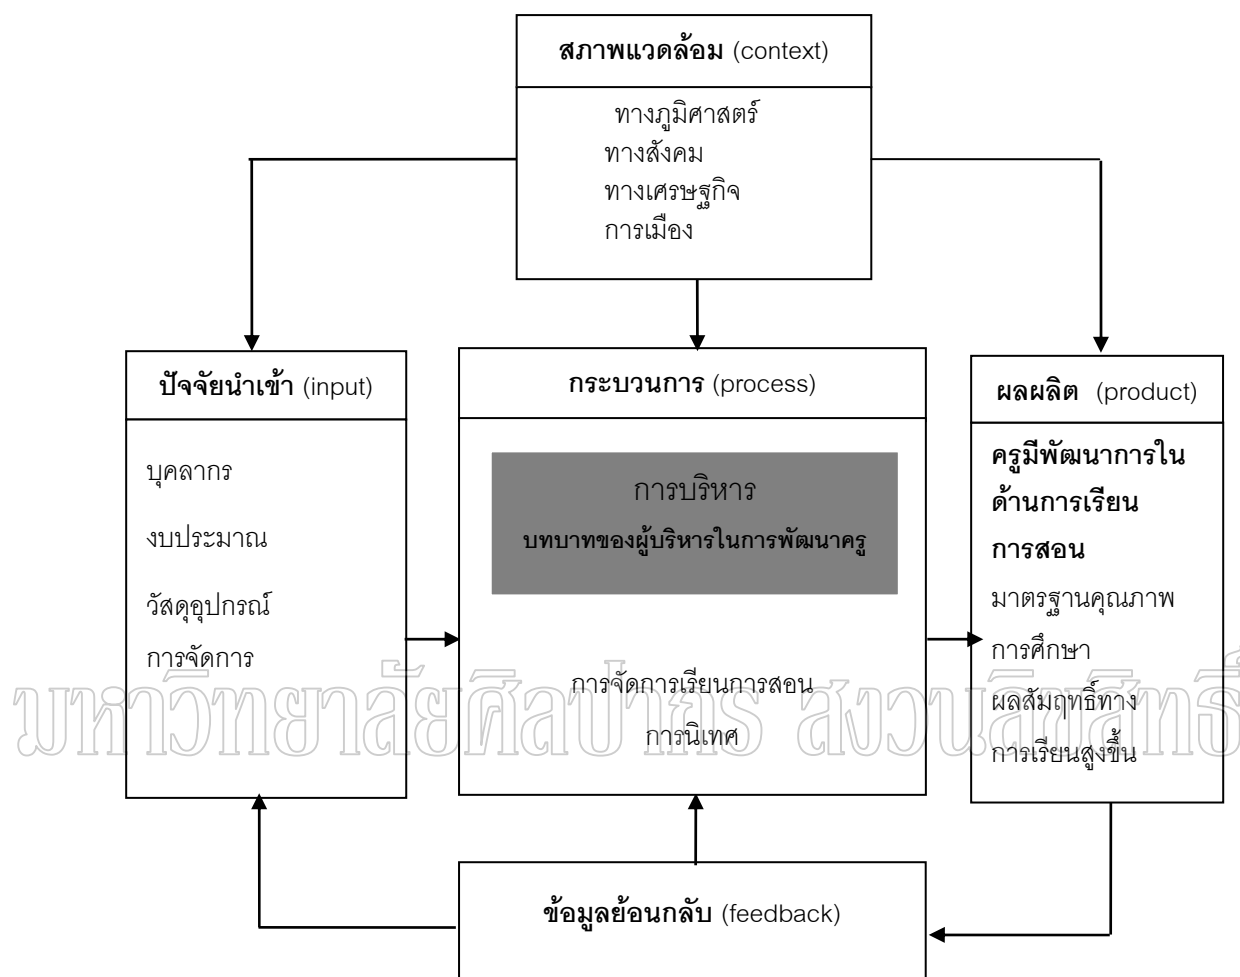 สภาพแวดล้อม (context)
ทางภูมิศาสตร์
ทางสังคม
ทางเศรษฐกิจ
การเมือง
ปัจจัยนำเข้า (input)
บุคลากร
งบประมาณ
วัสดุอุปกรณ์
การจัดการ
กระบวนการ (process)
การบริหาร
บทบาทของผู้บริหารในการพัฒนาครู
การจัดการเรียนการสอน
การนิเทศ
ผลผลิต (product)
ครูมีพัฒนาการใน
ด้านการเรียน
การสอน
มาตรฐานคุณภาพ
การศึกษา
ผลสัมฤทธิ์ทาง
การเรียนสูงขึ้น
มหาวิทยาลัยศิลปากร สงวนลิขสิทธิ์
ข้อมูลย้อนกลับ (feedback)